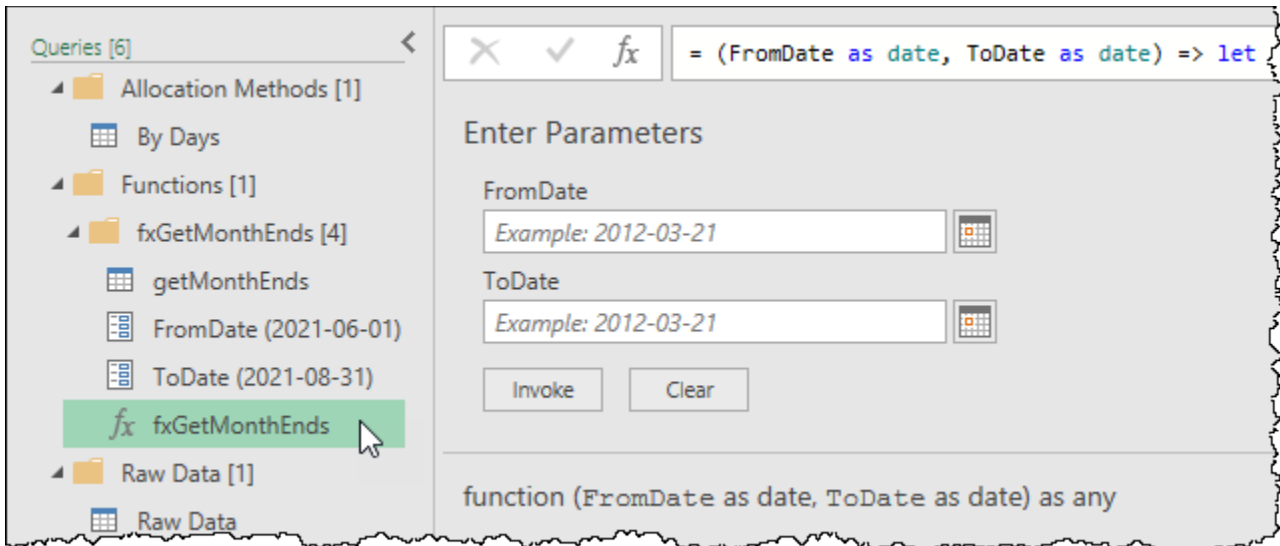 Queries [6]
Allocation Methods [1]
By Days
Functions [1]
fxGetMonthEnds [4]
getMonthEnds
FromDate (2021-06-01)
ToDate (2021-08-31)
fx fxGetMonthEnds
Raw Data [1]
Raw Data
fx = (FromDate as date, ToDate as date) => let
Enter Parameters
FromDate
Example: 2012-03-21
ToDate
Example: 2012-03-21
Invoke Clear
function (FromDate as date, ToDate as date) as any